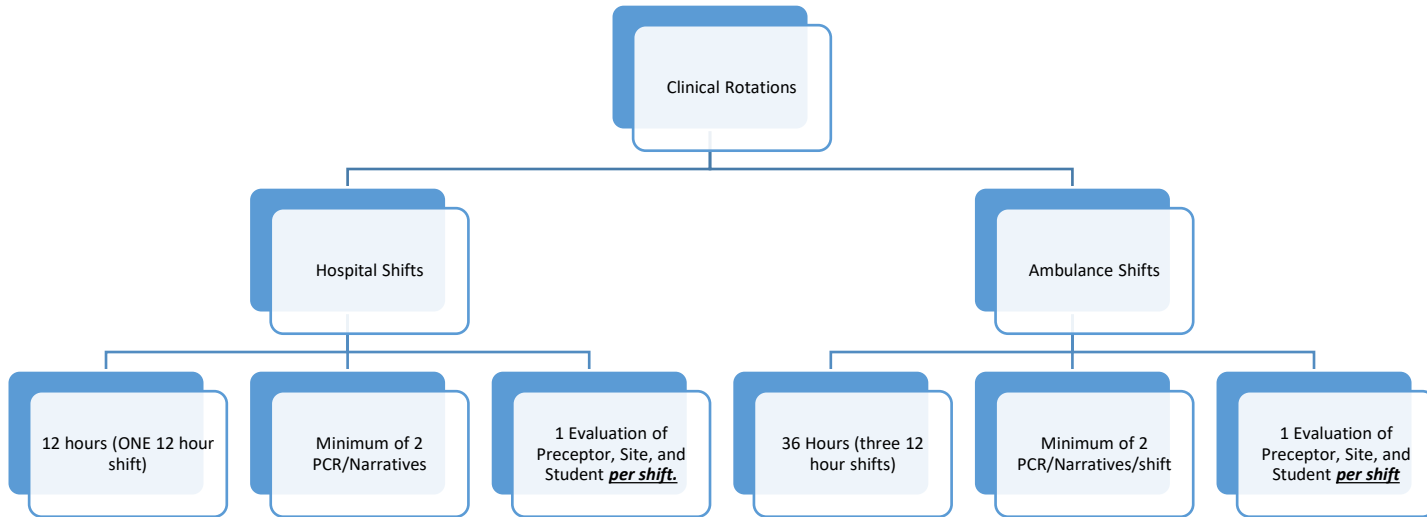 Clinical Rotations
Hospital Shifts
Ambulance Shifts
12 hours (ONE 12 hour
shift)
Minimum of 2
PCR/Narratives
1 Evaluation of
Preceptor, Site, and
Student per shift.
36 Hours (three 12
hour shifts)
Minimum of 2
PCR/Narratives/shift
1 Evaluation of
Preceptor, Site, and
Student per shift